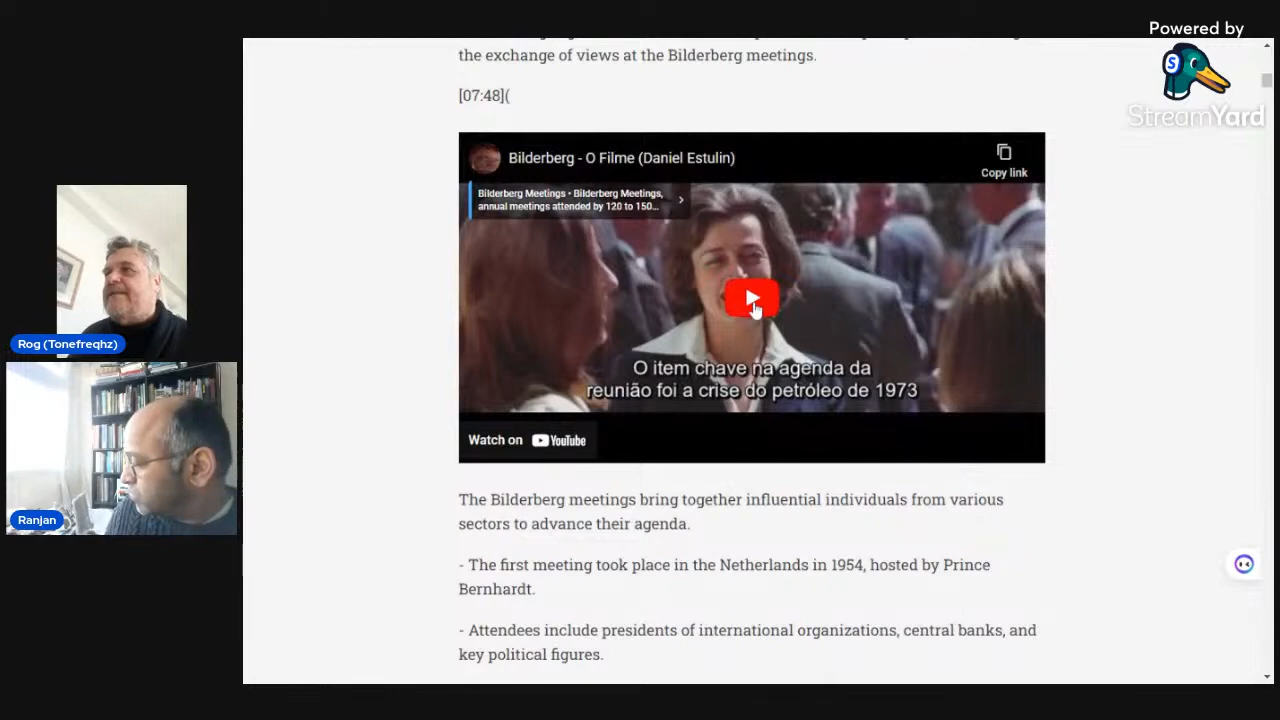 Powered by
StreamYard
the exchange of views at the Bilderberg meetings.
[07:48](
Bilderberg - O Filme (Daniel Estulin)
Copy link
Bilderberg Meetings • Bilderberg Meetings,
annual meetings attended by 120 to 150...
O item chave na agenda da
reunião foi a crise do petróleo de 1973
Watch on YouTube
Rog (Tonefreqhz)
Ranjan
The Bilderberg meetings bring together influential individuals from various
sectors to advance their agenda.
- The first meeting took place in the Netherlands in 1954, hosted by Prince
Bernhardt.
- Attendees include presidents of international organizations, central banks, and
key political figures.